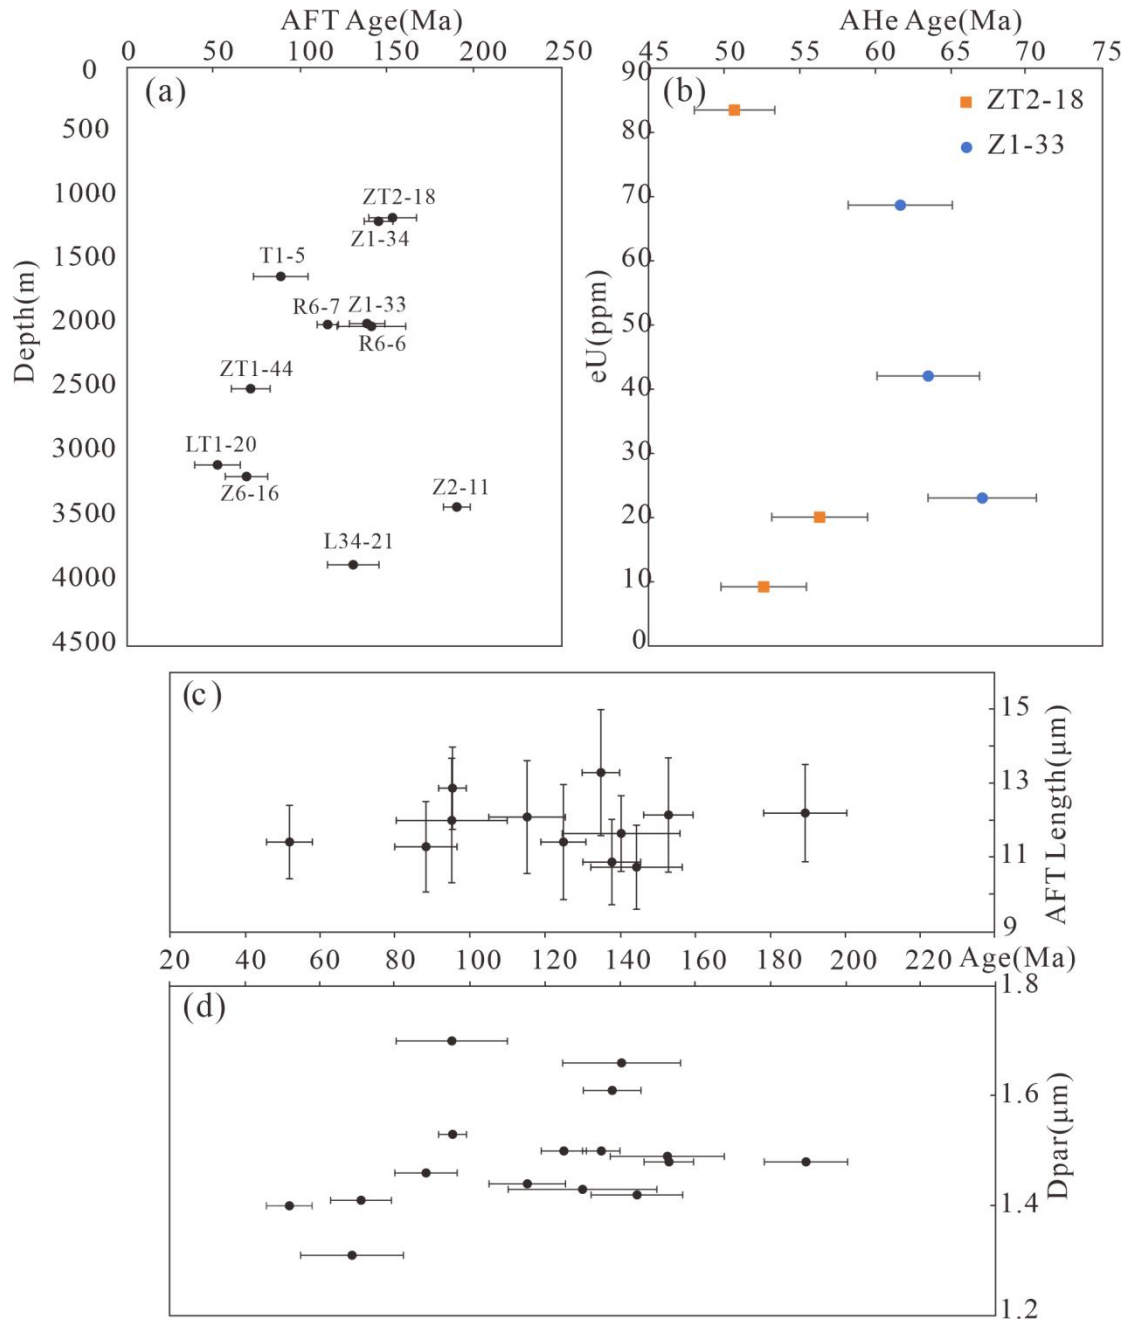 AFT Age(Ma)
0 50 100 150 200 250
0
500
1000
1500
2000
2500
3000
3500
4000
4500
Depth(m)
(a)
ZT2-18
Z1-34
T1-5
R6-7 Z1-33
R6-6
ZT1-44
LT1-20
Z6-16
Z2-11
L34-21
AHe Age(Ma)
45 50 55 60 65 70 75
90
80
70
60
50
40
30
20
10
0
eU(ppm)
(b)
ZT2-18
Z1-33
(c)
15
13
11
9
AFT Length(μm)
20 40 60 80 100 120 140 160 180 200 220 Age(Ma)
(d)
1.8
1.6
1.4
1.2
Dpar(μm)